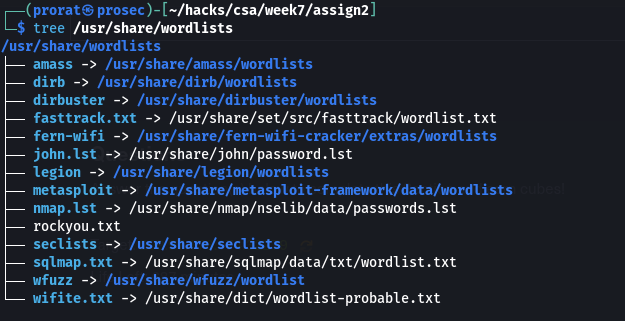 ┌──(prorat㉿prosec)-[~/hacks/csa/week7/assign2]
└─$ tree /usr/share/wordlists
/usr/share/wordlists
├── amass -> /usr/share/amass/wordlists
├── dirb -> /usr/share/dirb/wordlists
├── dirbuster -> /usr/share/dirbuster/wordlists
├── fasttrack.txt -> /usr/share/set/src/fasttrack/wordlist.txt
├── fern-wifi -> /usr/share/fern-wifi-cracker/extras/wordlists
├── john.lst -> /usr/share/john/password.lst
├── legion -> /usr/share/legion/wordlists
├── metasploit -> /usr/share/metasploit-framework/data/wordlists
├── nmap.lst -> /usr/share/nmap/nselib/data/passwords.lst
├── rockyou.txt
├── seclists -> /usr/share/seclists
├── sqlmap.txt -> /usr/share/sqlmap/data/txt/wordlist.txt
├── wfuzz -> /usr/share/wfuzz/wordlist
└── wifite.txt -> /usr/share/dict/wordlist-probable.txt